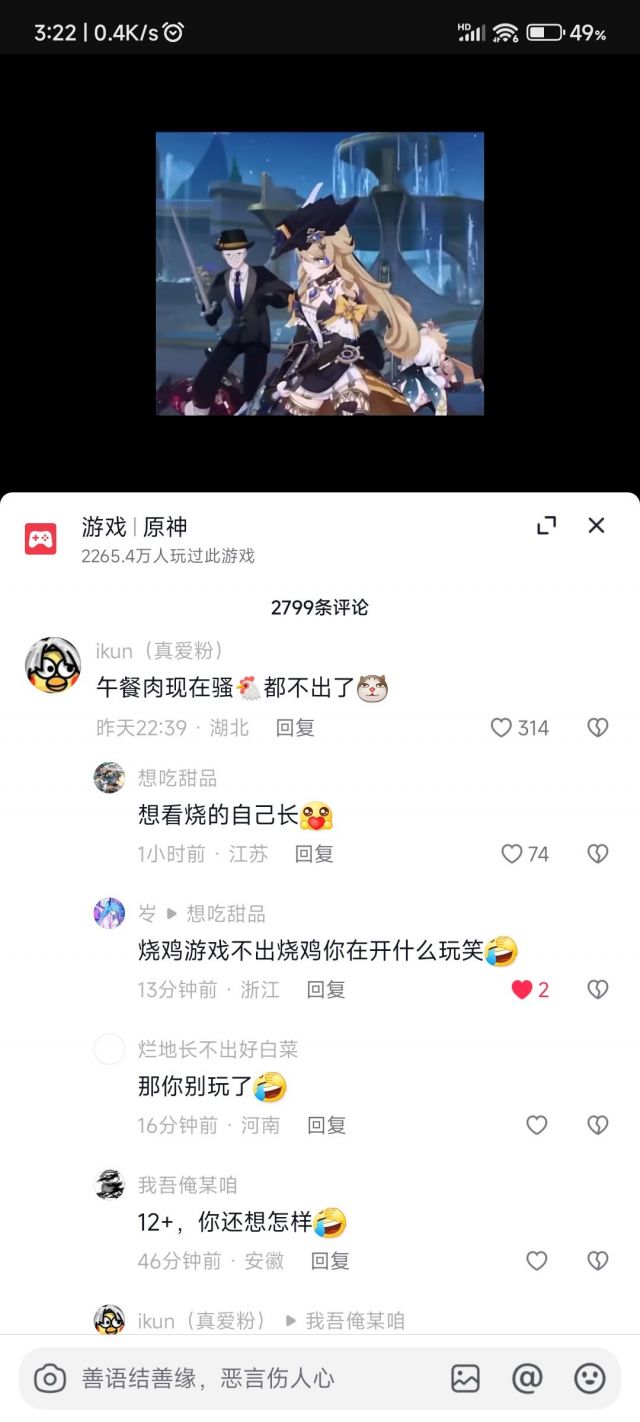 3:22 | 0.4K/s
HD 6 49%
游戏 | 原神
2265.4万人玩过此游戏
2799条评论
ikun（真爱粉）
午餐肉现在骚🐔都不出了
昨天22:39 · 湖北 回复 314
想吃甜品
想看烧的自己长
1小时前 · 江苏 回复 74
岁 ▶ 想吃甜品
烧鸡游戏不出烧鸡你在开什么玩笑🤣
13分钟前 · 浙江 回复 2
烂地长不出好白菜
那你别玩了🤣
16分钟前 · 河南 回复
我吾俺某咱
12+，你还想怎样🤣
46分钟前 · 安徽 回复
ikun（真爱粉） ▶ 我吾俺某咱
善语结善缘，恶言伤人心